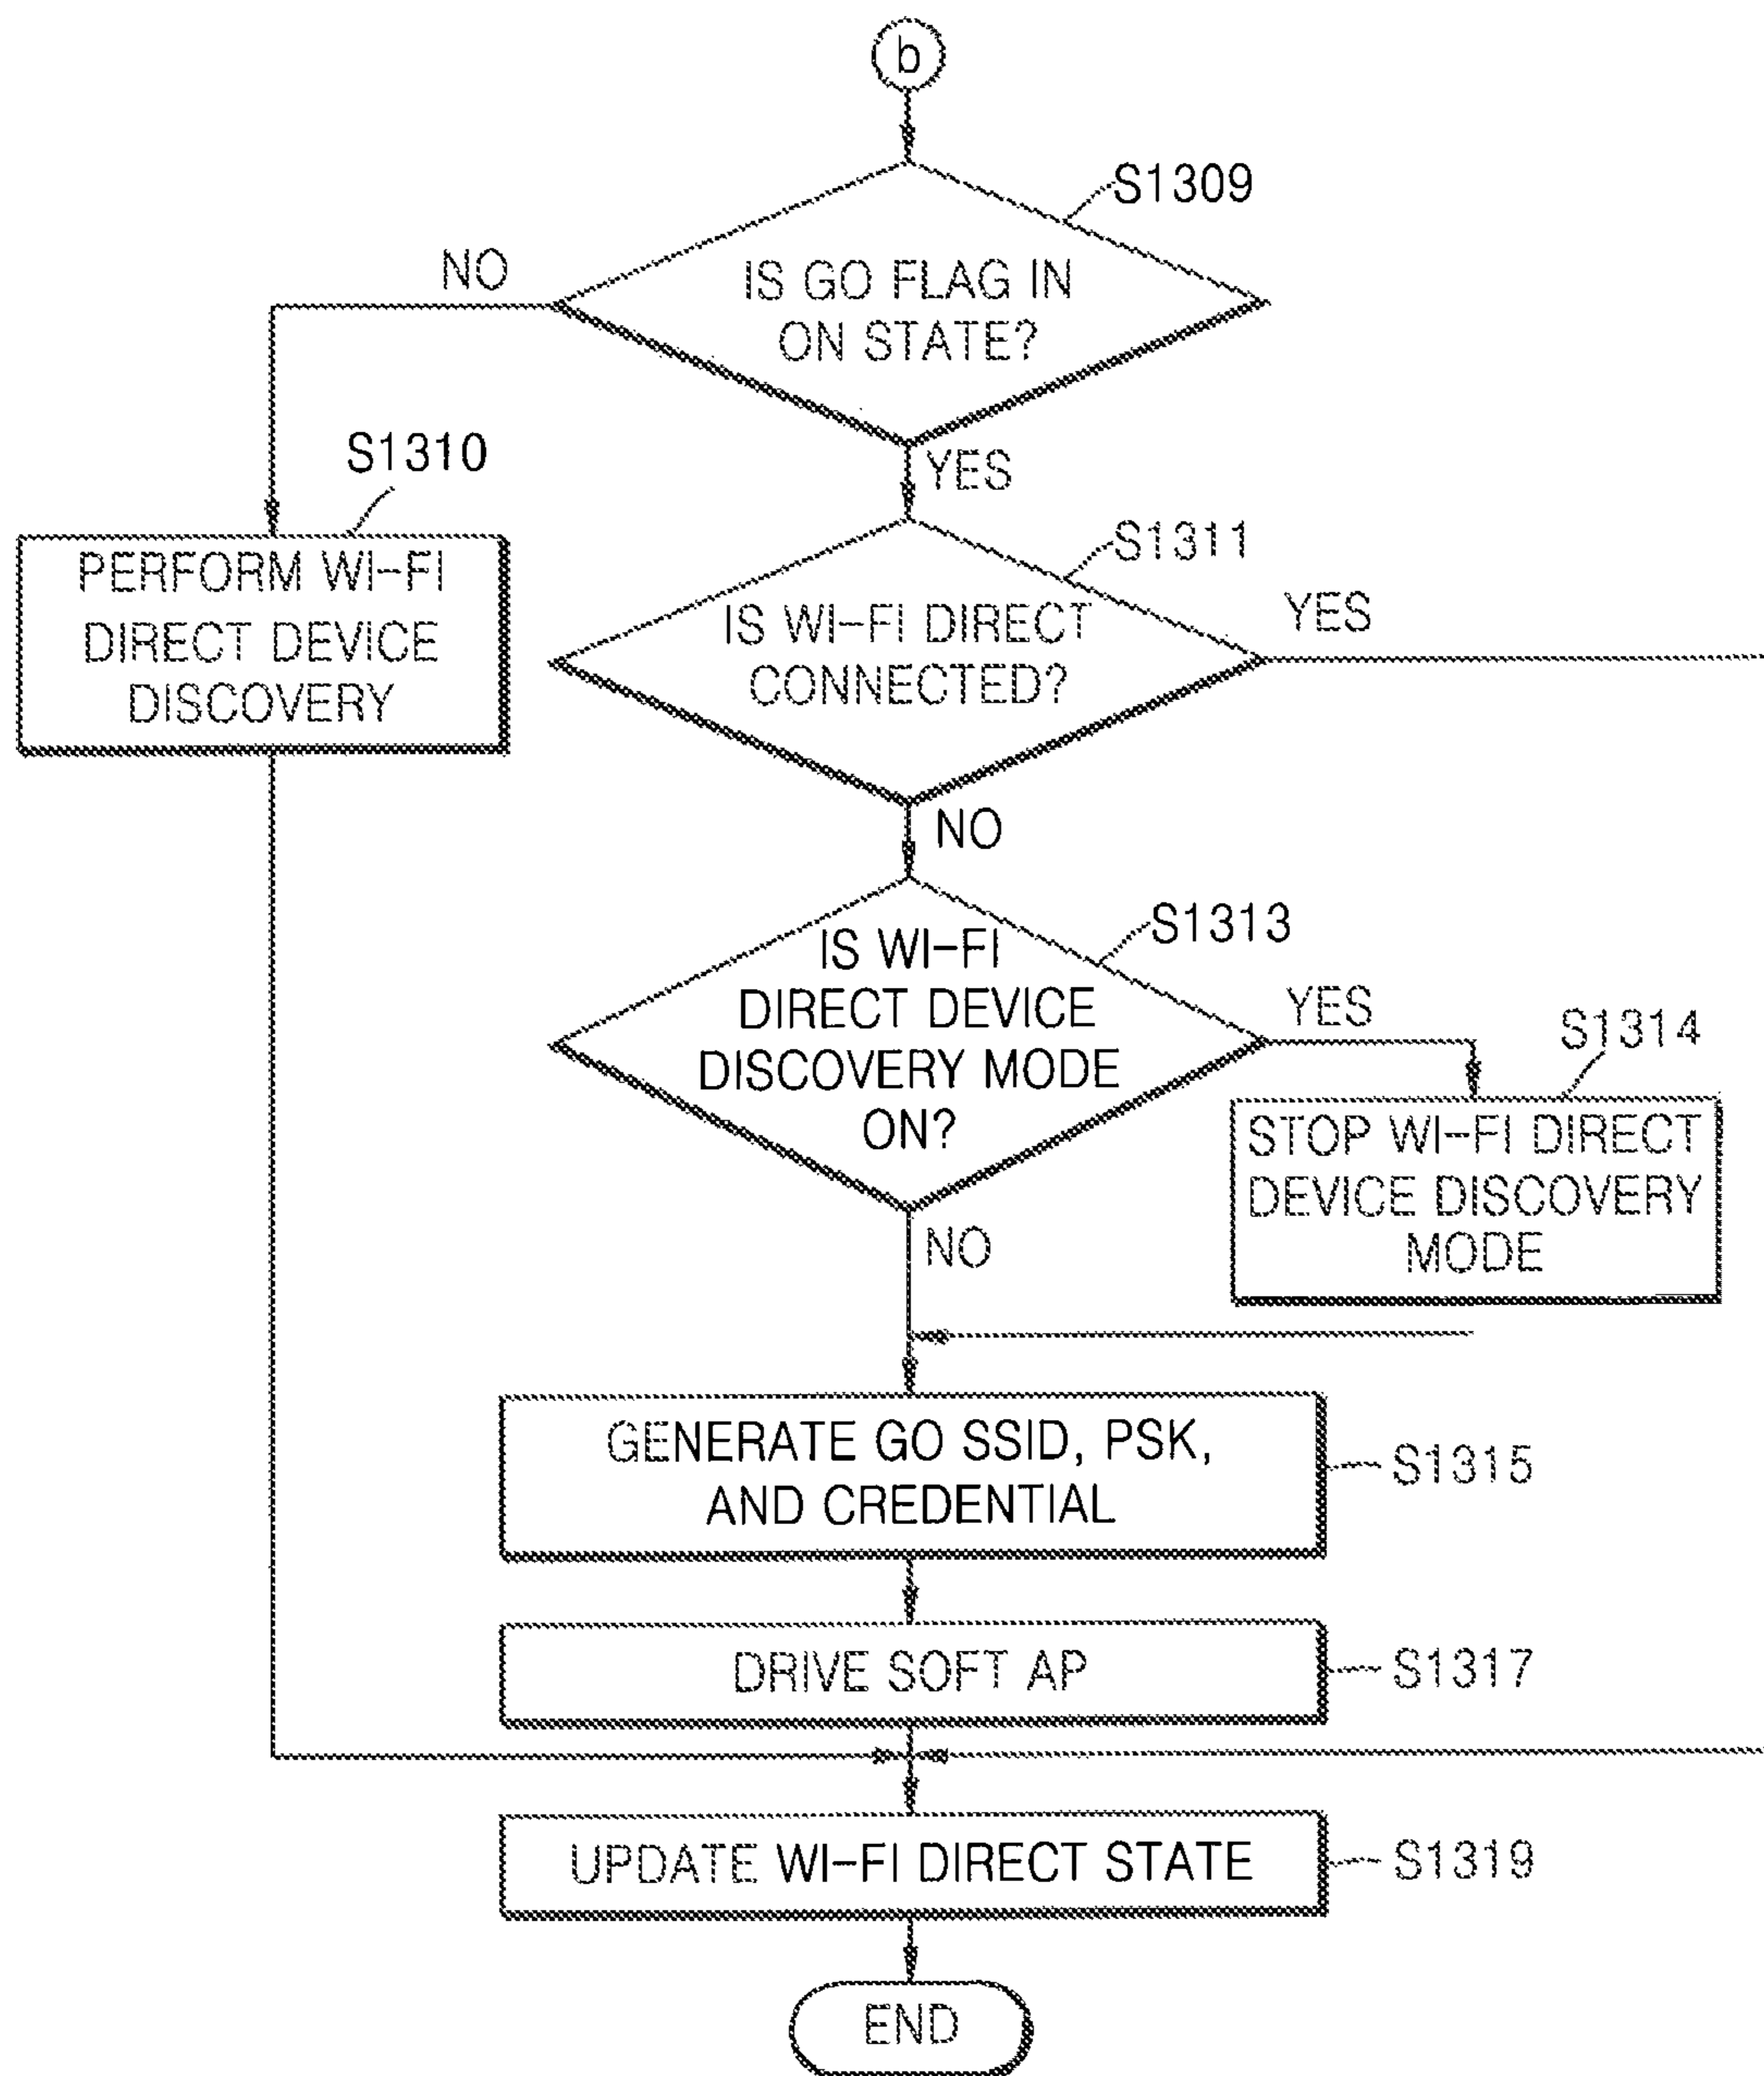 b
S1309
NO
IS GO FLAG IN
ON STATE?
S1310
YES
PERFORM WI-FI
DIRECT DEVICE
DISCOVERY
S1311
IS WI-FI DIRECT
CONNECTED?
YES
NO
S1313
IS WI-FI
DIRECT DEVICE
DISCOVERY MODE
ON?
YES
S1314
STOP WI-FI DIRECT
DEVICE DISCOVERY
MODE
NO
GENERATE GO SSID, PSK,
AND CREDENTIAL
S1315
DRIVE SOFT AP
S1317
UPDATE WI-FI DIRECT STATE
S1319
END